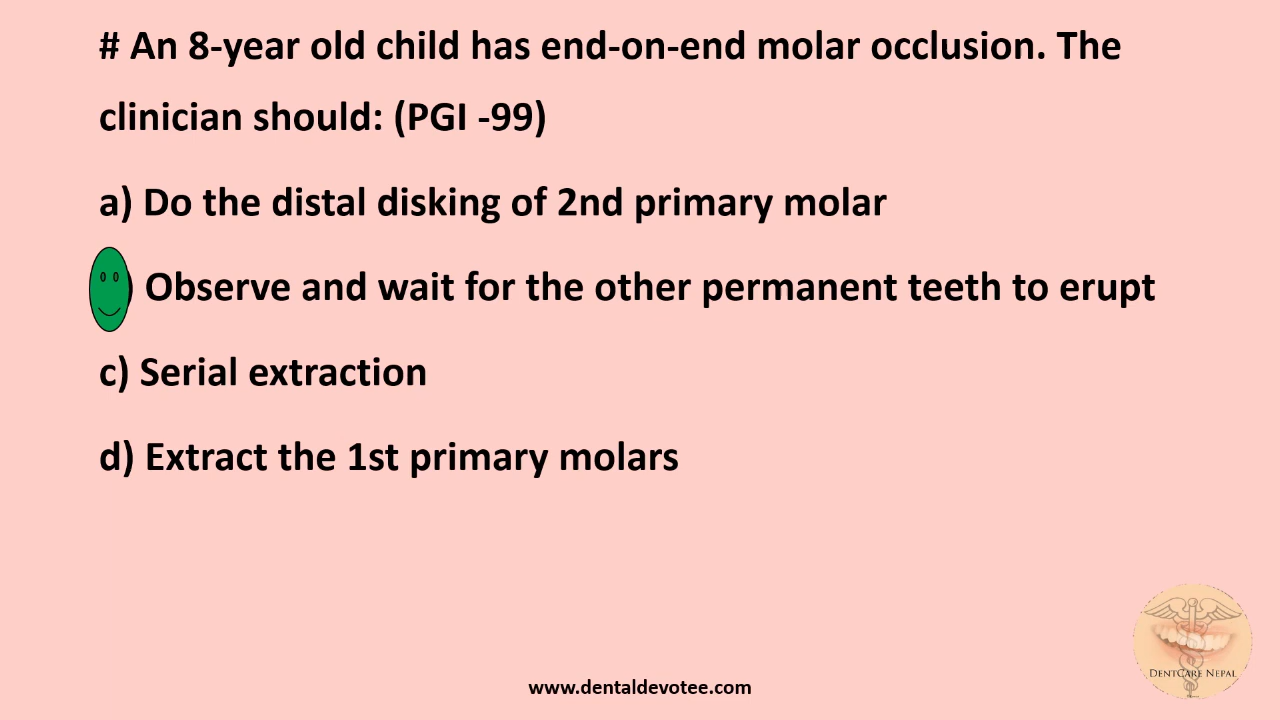 # An 8-year old child has end-on-end molar occlusion. The
clinician should: (PGI -99)
a) Do the distal disking of 2nd primary molar
) Observe and wait for the other permanent teeth to erupt
c) Serial extraction
d) Extract the 1st primary molars
DENTCARE NEPAL
www.dentaldevotee.com